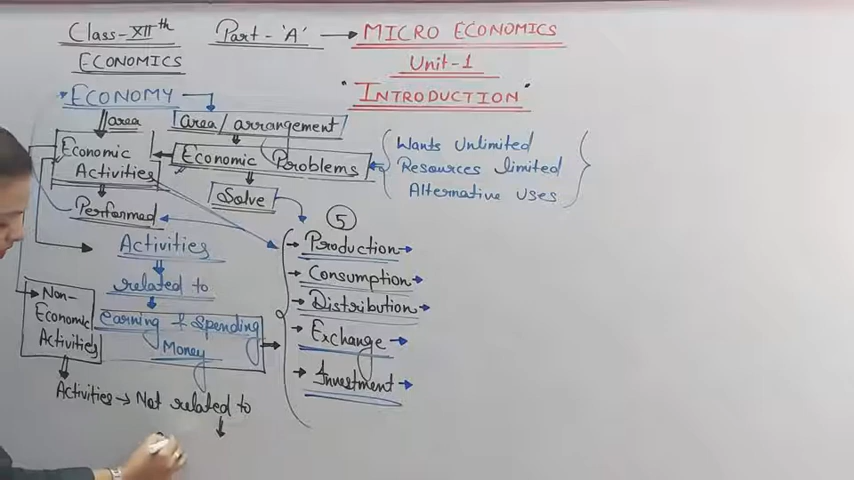 Class-XIIth Part-'A' → MICRO ECONOMICS
ECONOMICS
Unit-1
INTRODUCTION
ECONOMY
area
area / arrangement
Economic
Activities
Economic Problems
Wants Unlimited
Resources limited
Alternative Uses
Solve
Performed
5
Activities
related to
earning & Spending
Money
Production
Consumption
Distribution
Exchange
Investment
Non-
Economic
Activities
Activities → Not related to